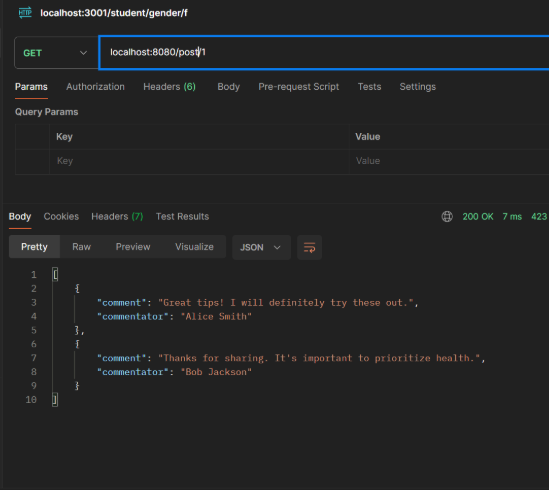 HTTP localhost:3001/student/gender/f
GET localhost:8080/post/1
Params Authorization Headers (6) Body Pre-request Script Tests Settings
Query Params
Key Value
Key Value
Body Cookies Headers (7) Test Results 200 OK 7 ms 423
Pretty Raw Preview Visualize JSON
1 [
2 {
3 "comment": "Great tips! I will definitely try these out.",
4 "commentator": "Alice Smith"
5 },
6 {
7 "comment": "Thanks for sharing. It's important to prioritize health.",
8 "commentator": "Bob Jackson"
9 }
10 ]